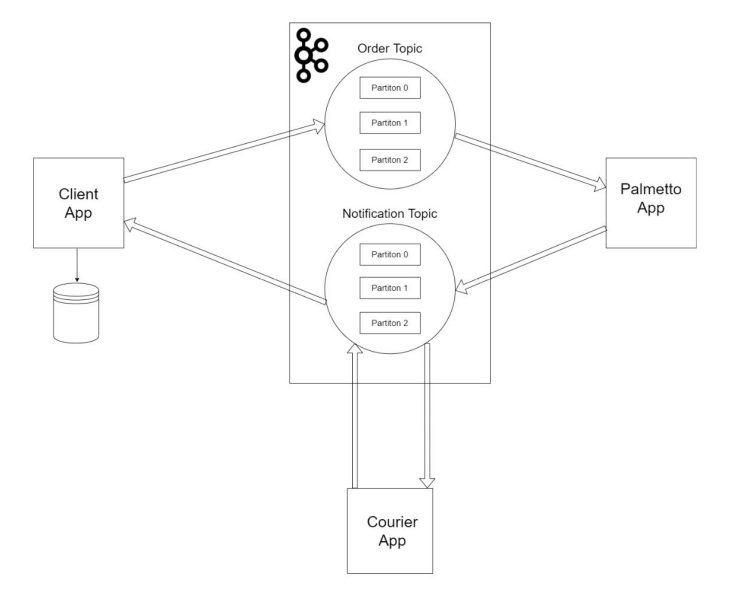 Order Topic
Partiton 0
Partiton 1
Partiton 2
Client
App
Palmetto
App
Notification Topic
Partiton 0
Partiton 1
Partiton 2
Courier
App